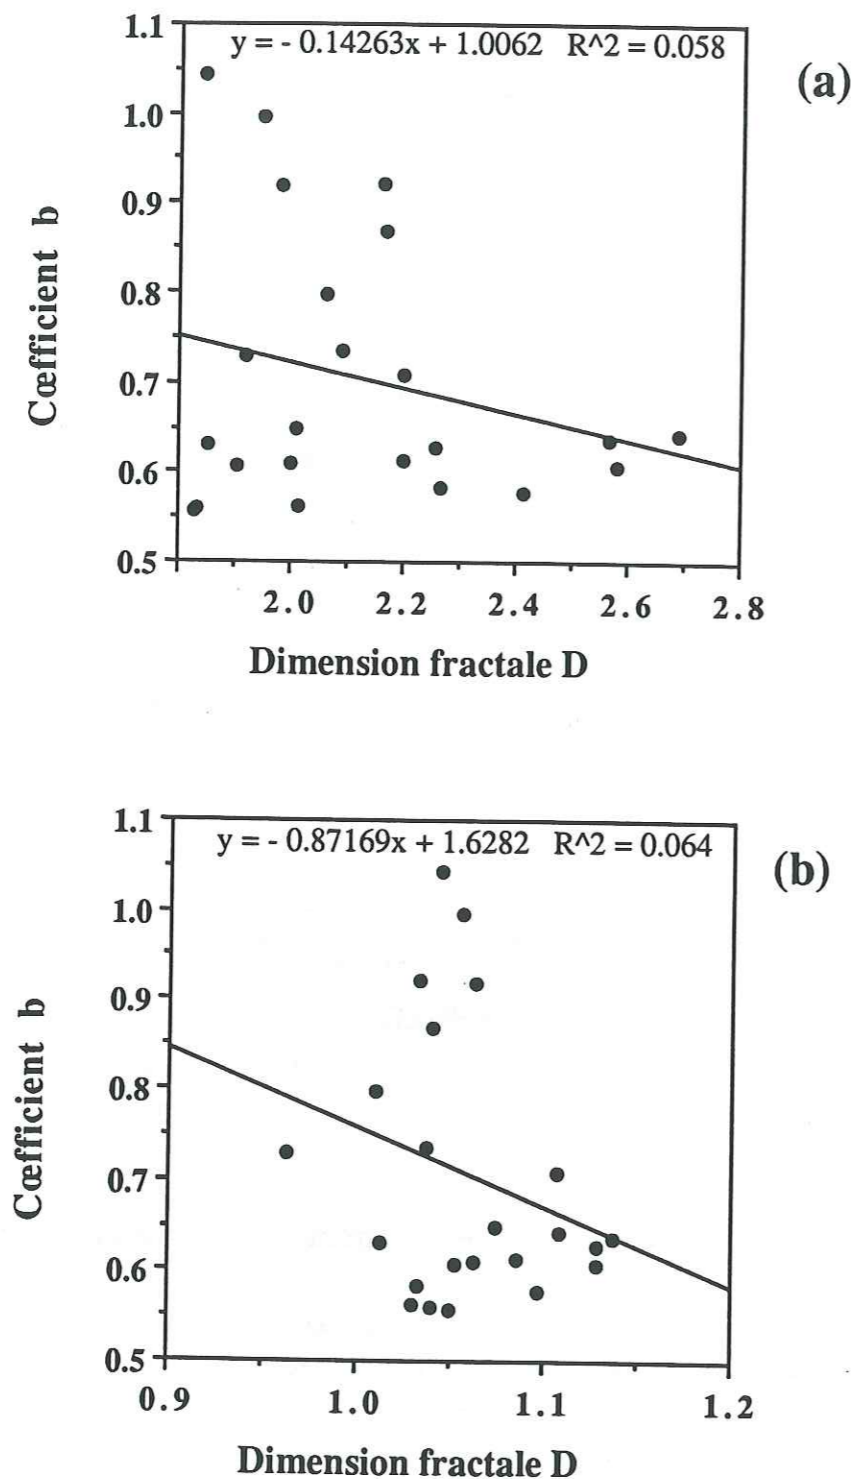 y = - 0.14263x + 1.0062 R^2 = 0.058
(a)
1.1
1.0
0.9
0.8
0.7
0.6
0.5
Cœfficient b
2.0 2.2 2.4 2.6 2.8
Dimension fractale D
y = - 0.87169x + 1.6282 R^2 = 0.064
(b)
1.1
1.0
0.9
0.8
0.7
0.6
0.5
Cœfficient b
0.9 1.0 1.1 1.2
Dimension fractale D